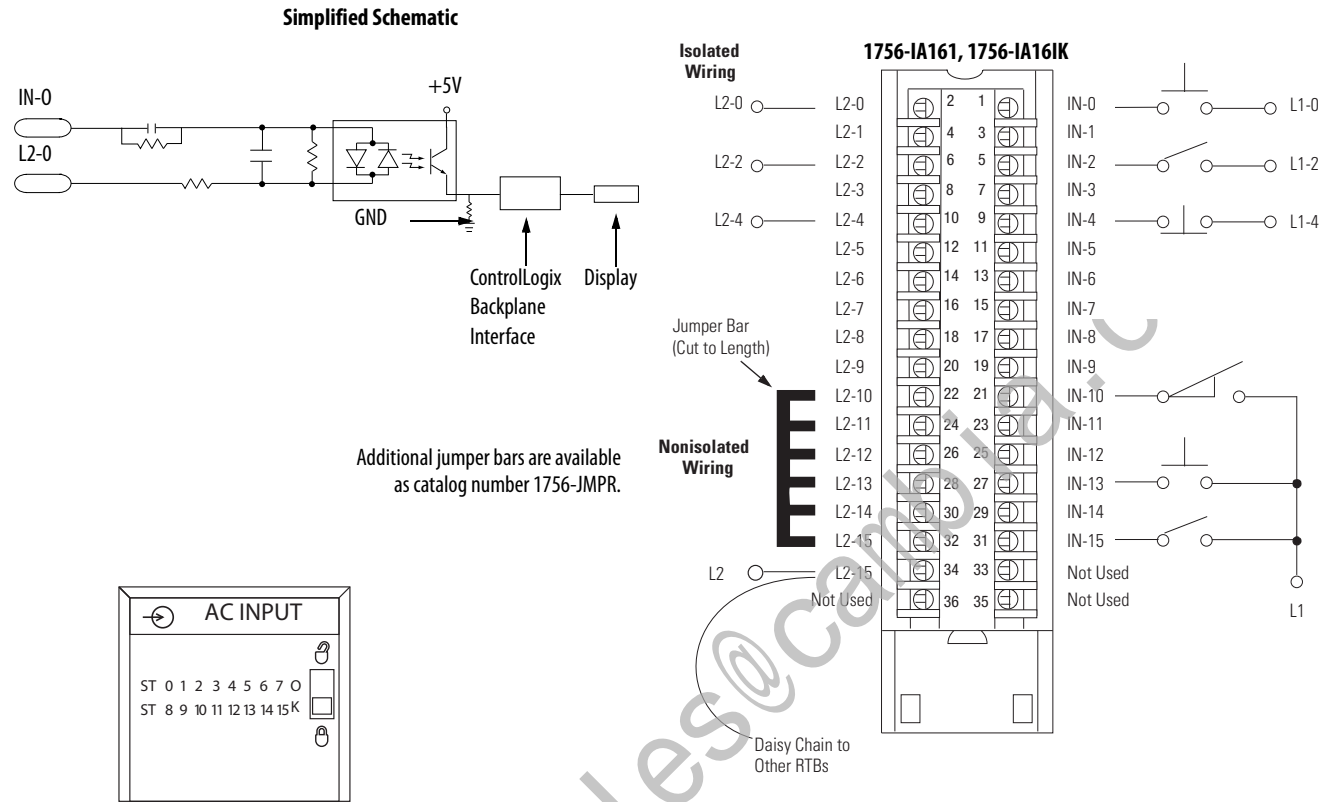 Simplified Schematic
IN-0
L2-0
+5V
GND
ControlLogix
Backplane
Interface
Display
Additional jumper bars are available
as catalog number 1756-JMPR.
AC INPUT
ST 0 1 2 3 4 5 6 7 O
ST 8 9 10 11 12 13 14 15 K
Isolated
Wiring
1756-IA161, 1756-IA16IK
L2-0 L2-0 2 1 IN-0 L1-0
L2-1 4 3 IN-1
L2-2 L2-2 6 5 IN-2 L1-2
L2-3 8 7 IN-3
L2-4 L2-4 10 9 IN-4 L1-4
L2-5 12 11 IN-5
L2-6 14 13 IN-6
L2-7 16 15 IN-7
Jumper Bar
(Cut to Length)
L2-8 18 17 IN-8
L2-9 20 19 IN-9
L2-10 22 21 IN-10
L2-11 24 23 IN-11
Nonisolated
Wiring
L2-12 26 25 IN-12
L2-13 28 27 IN-13
L2-14 30 29 IN-14
L2-15 32 31 IN-15
L2 L2-15 34 33 Not Used
Not Used 36 35 Not Used
L1
Daisy Chain to
Other RTBs
les@cambia.c